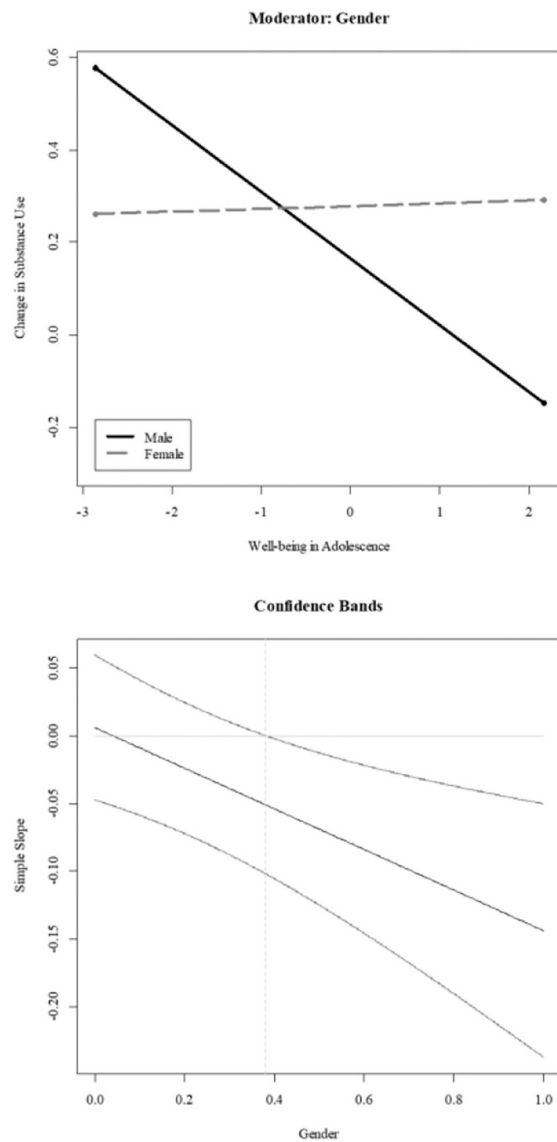 Moderator: Gender
Change in Substance Use
0.6
0.4
0.2
0.0
-0.2
Male
Female
-3
-2
-1
0
1
2
Well-being in Adolescence
Confidence Bands
Simple Slope
0.05
0.00
-0.05
-0.10
-0.15
-0.20
0.0
0.2
0.4
0.6
0.8
1.0
Gender